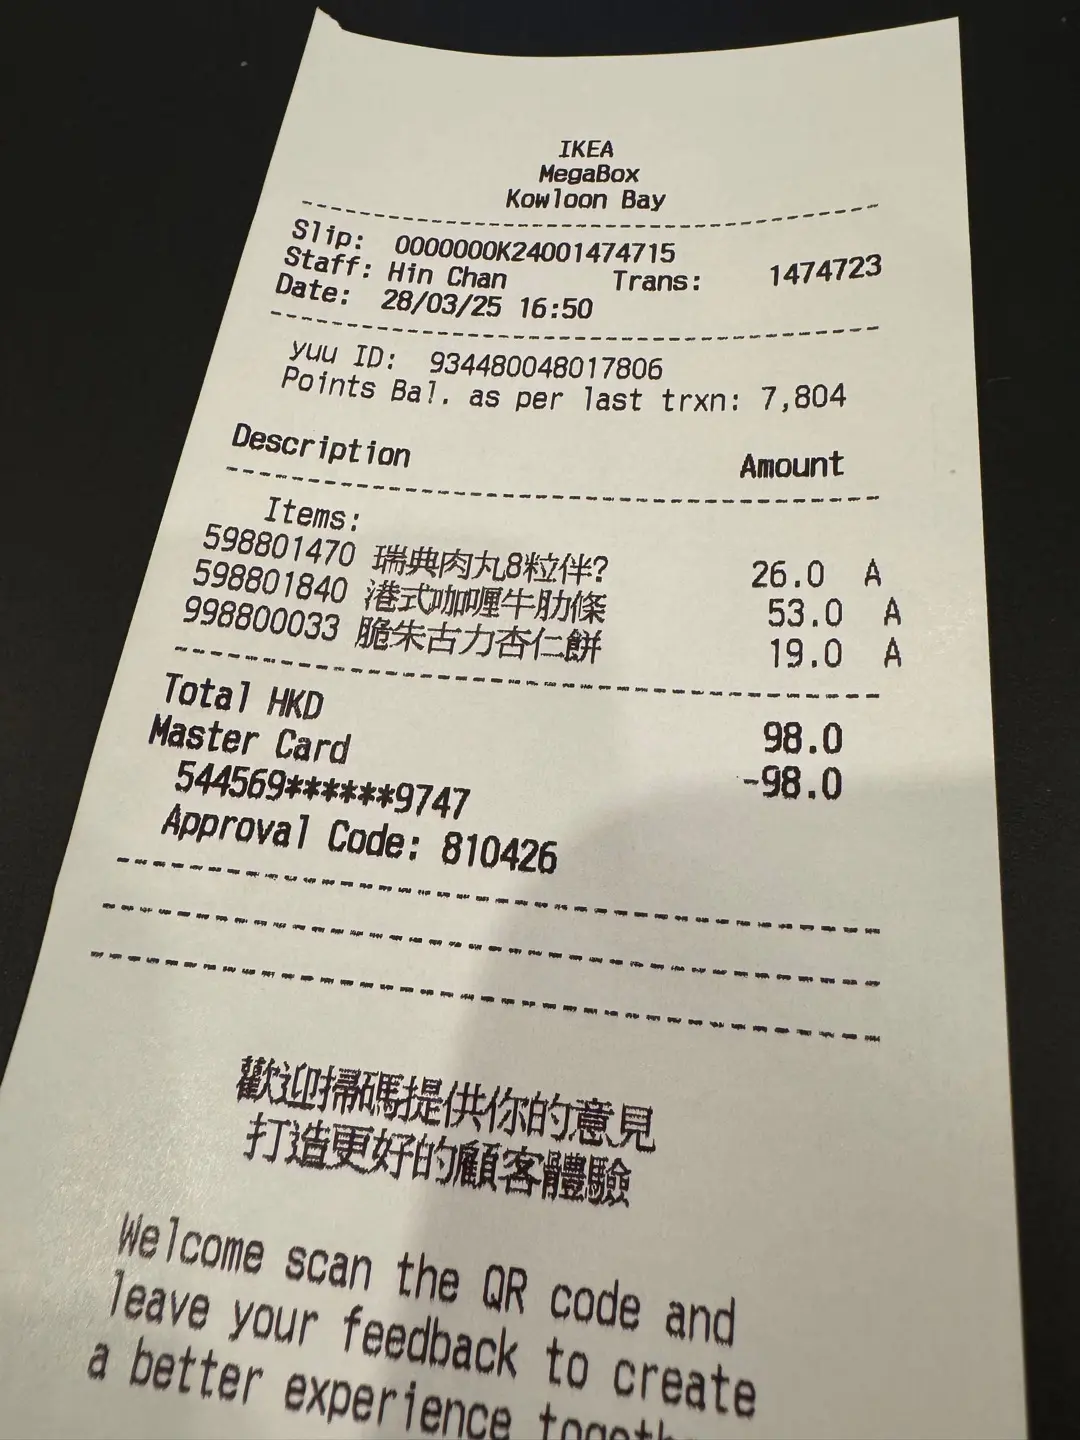 IKEA
MegaBox
Kowloon Bay
Slip: 0000000K24001474715
Staff: Hin Chan Trans: 1474723
Date: 28/03/25 16:50
yuu ID: 934480048017806
Points Bal. as per last trxn: 7,804
Description Amount
Items:
598801470 瑞典肉丸8粒伴? 26.0 A
598801840 港式咖喱牛肋條 53.0 A
998800033 脆朱古力杏仁餅 19.0 A
Total HKD 98.0
Master Card -98.0
544569******9747
Approval Code: 810426
歡迎掃碼提供你的意見
打造更好的顧客體驗
Welcome scan the QR code and
leave your feedback to create
a better experience